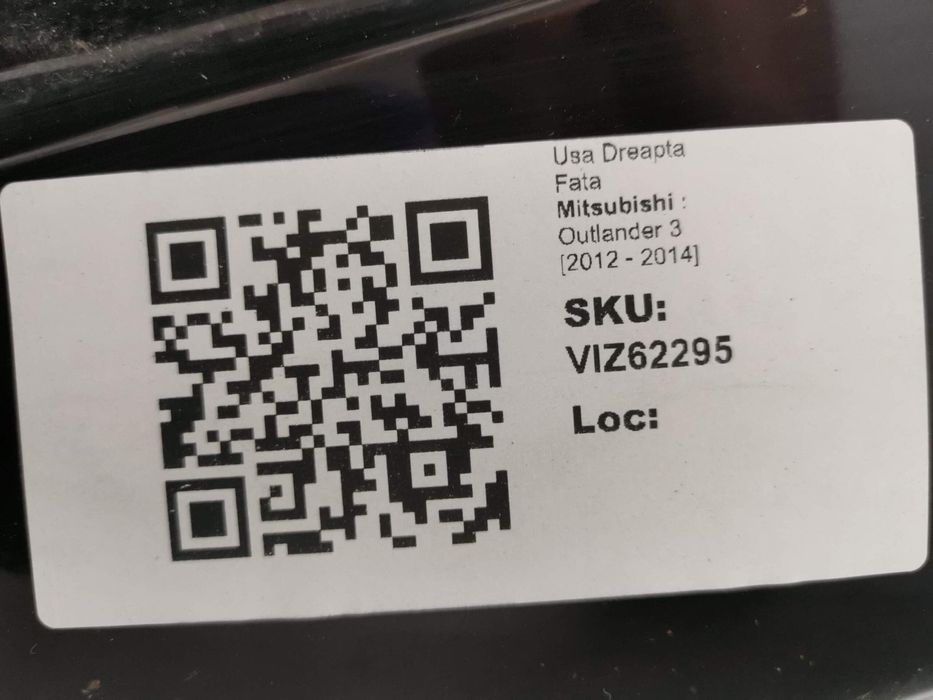 Usa Dreapta
Fata
Mitsubishi :
Outlander 3
[2012 - 2014]
SKU:
VIZ62295
Loc: